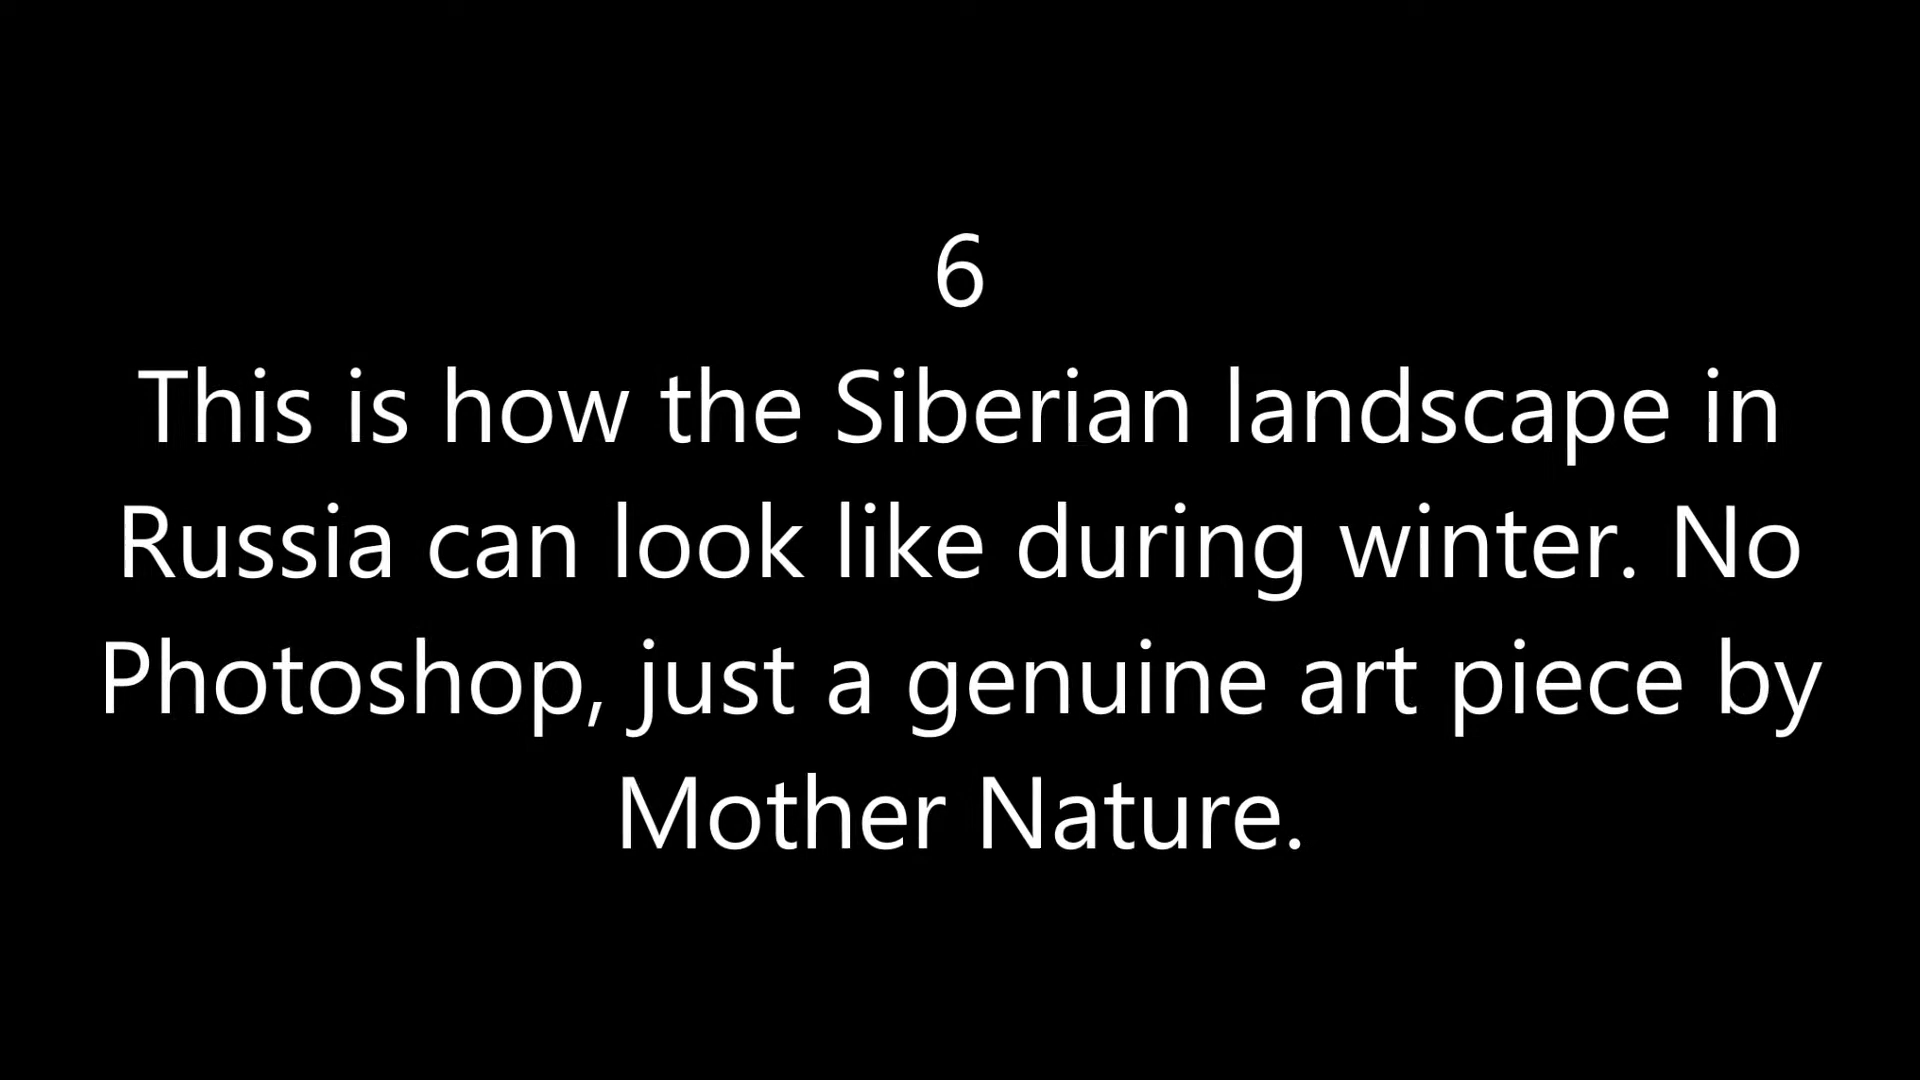 6
This is how the Siberian landscape in
Russia can look like during winter. No
Photoshop, just a genuine art piece by
Mother Nature.